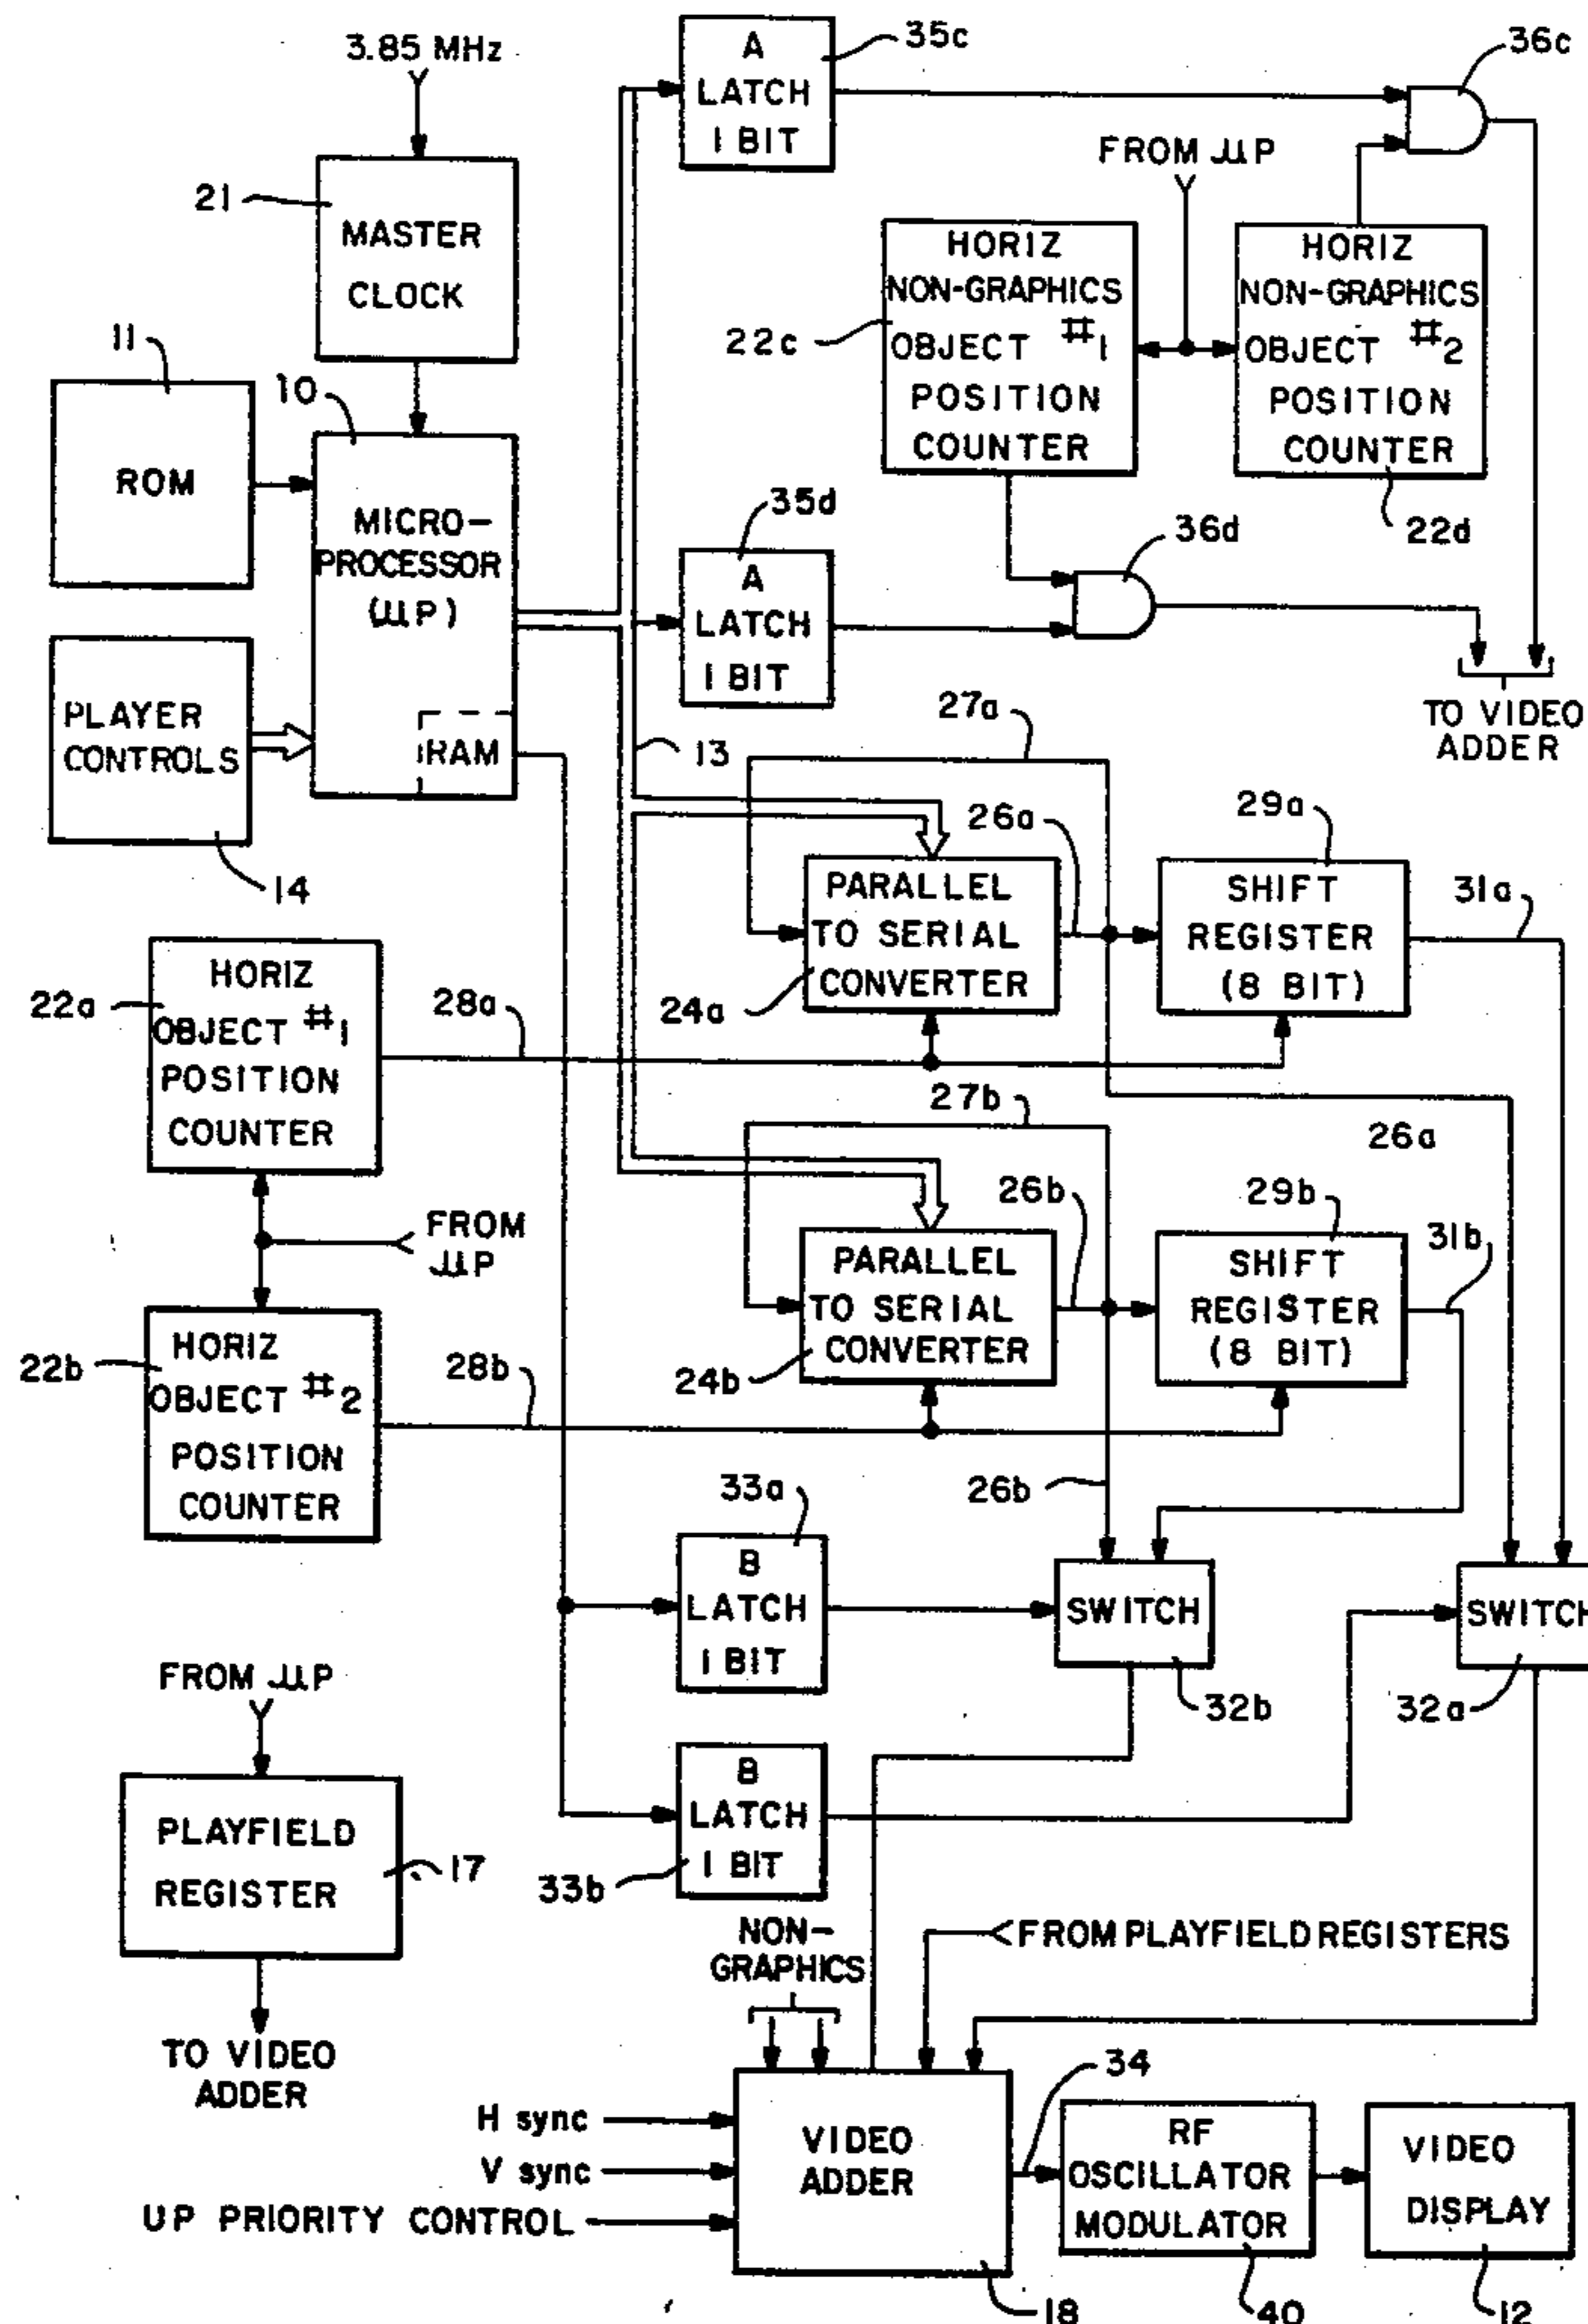 3.85 MHz
21
MASTER
CLOCK
11
ROM
10
MICRO-
PROCESSOR
(μP)
RAM
PLAYER
CONTROLS
14
A
LATCH
1 BIT
35c
36c
FROM μP
HORIZ
NON-GRAPHICS
OBJECT #1
POSITION
COUNTER
22c
HORIZ
NON-GRAPHICS
OBJECT #2
POSITION
COUNTER
22d
35d
A
LATCH
1 BIT
36d
TO VIDEO
ADDER
13
27a
26a
PARALLEL
TO SERIAL
CONVERTER
24a
29a
SHIFT
REGISTER
(8 BIT)
31a
22a
HORIZ
OBJECT #1
POSITION
COUNTER
28a
26a
FROM
μP
27b
26b
PARALLEL
TO SERIAL
CONVERTER
24b
29b
SHIFT
REGISTER
(8 BIT)
31b
22b
HORIZ
OBJECT #2
POSITION
COUNTER
28b
26b
33a
B
LATCH
1 BIT
SWITCH
32b
SWITCH
32a
FROM μP
PLAYFIELD
REGISTER
17
TO VIDEO
ADDER
B
LATCH
1 BIT
33b
NON-
GRAPHICS
FROM PLAYFIELD REGISTERS
H sync
V sync
UP PRIORITY CONTROL
VIDEO
ADDER
18
34
RF
OSCILLATOR
MODULATOR
40
VIDEO
DISPLAY
12